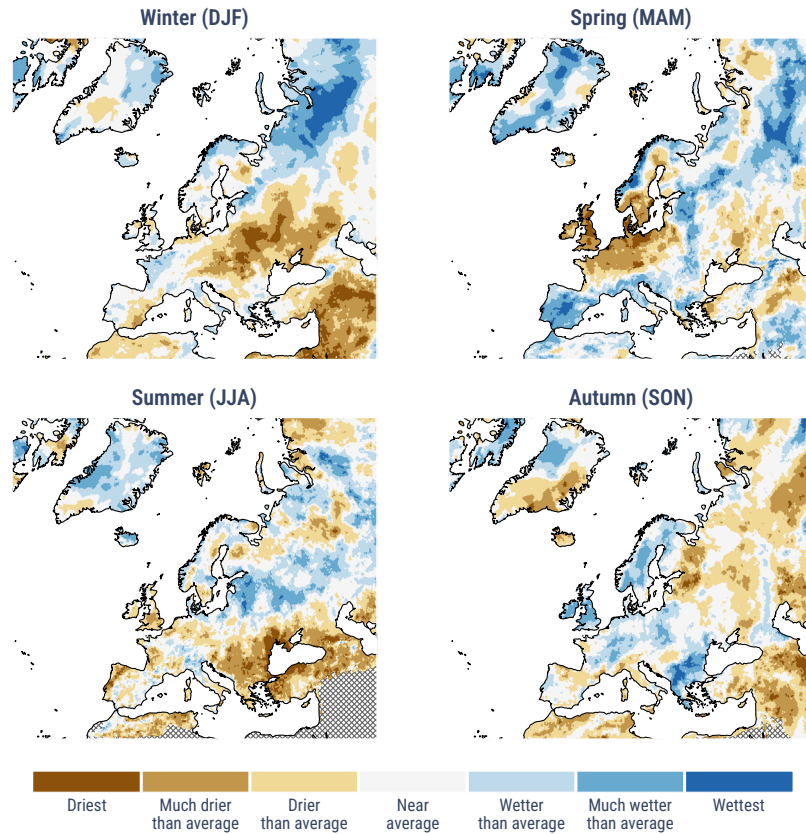 Winter (DJF)
Spring (MAM)
Summer (JJA)
Autumn (SON)
Driest
Much drier
than average
Drier
than average
Near
average
Wetter
than average
Much wetter
than average
Wettest